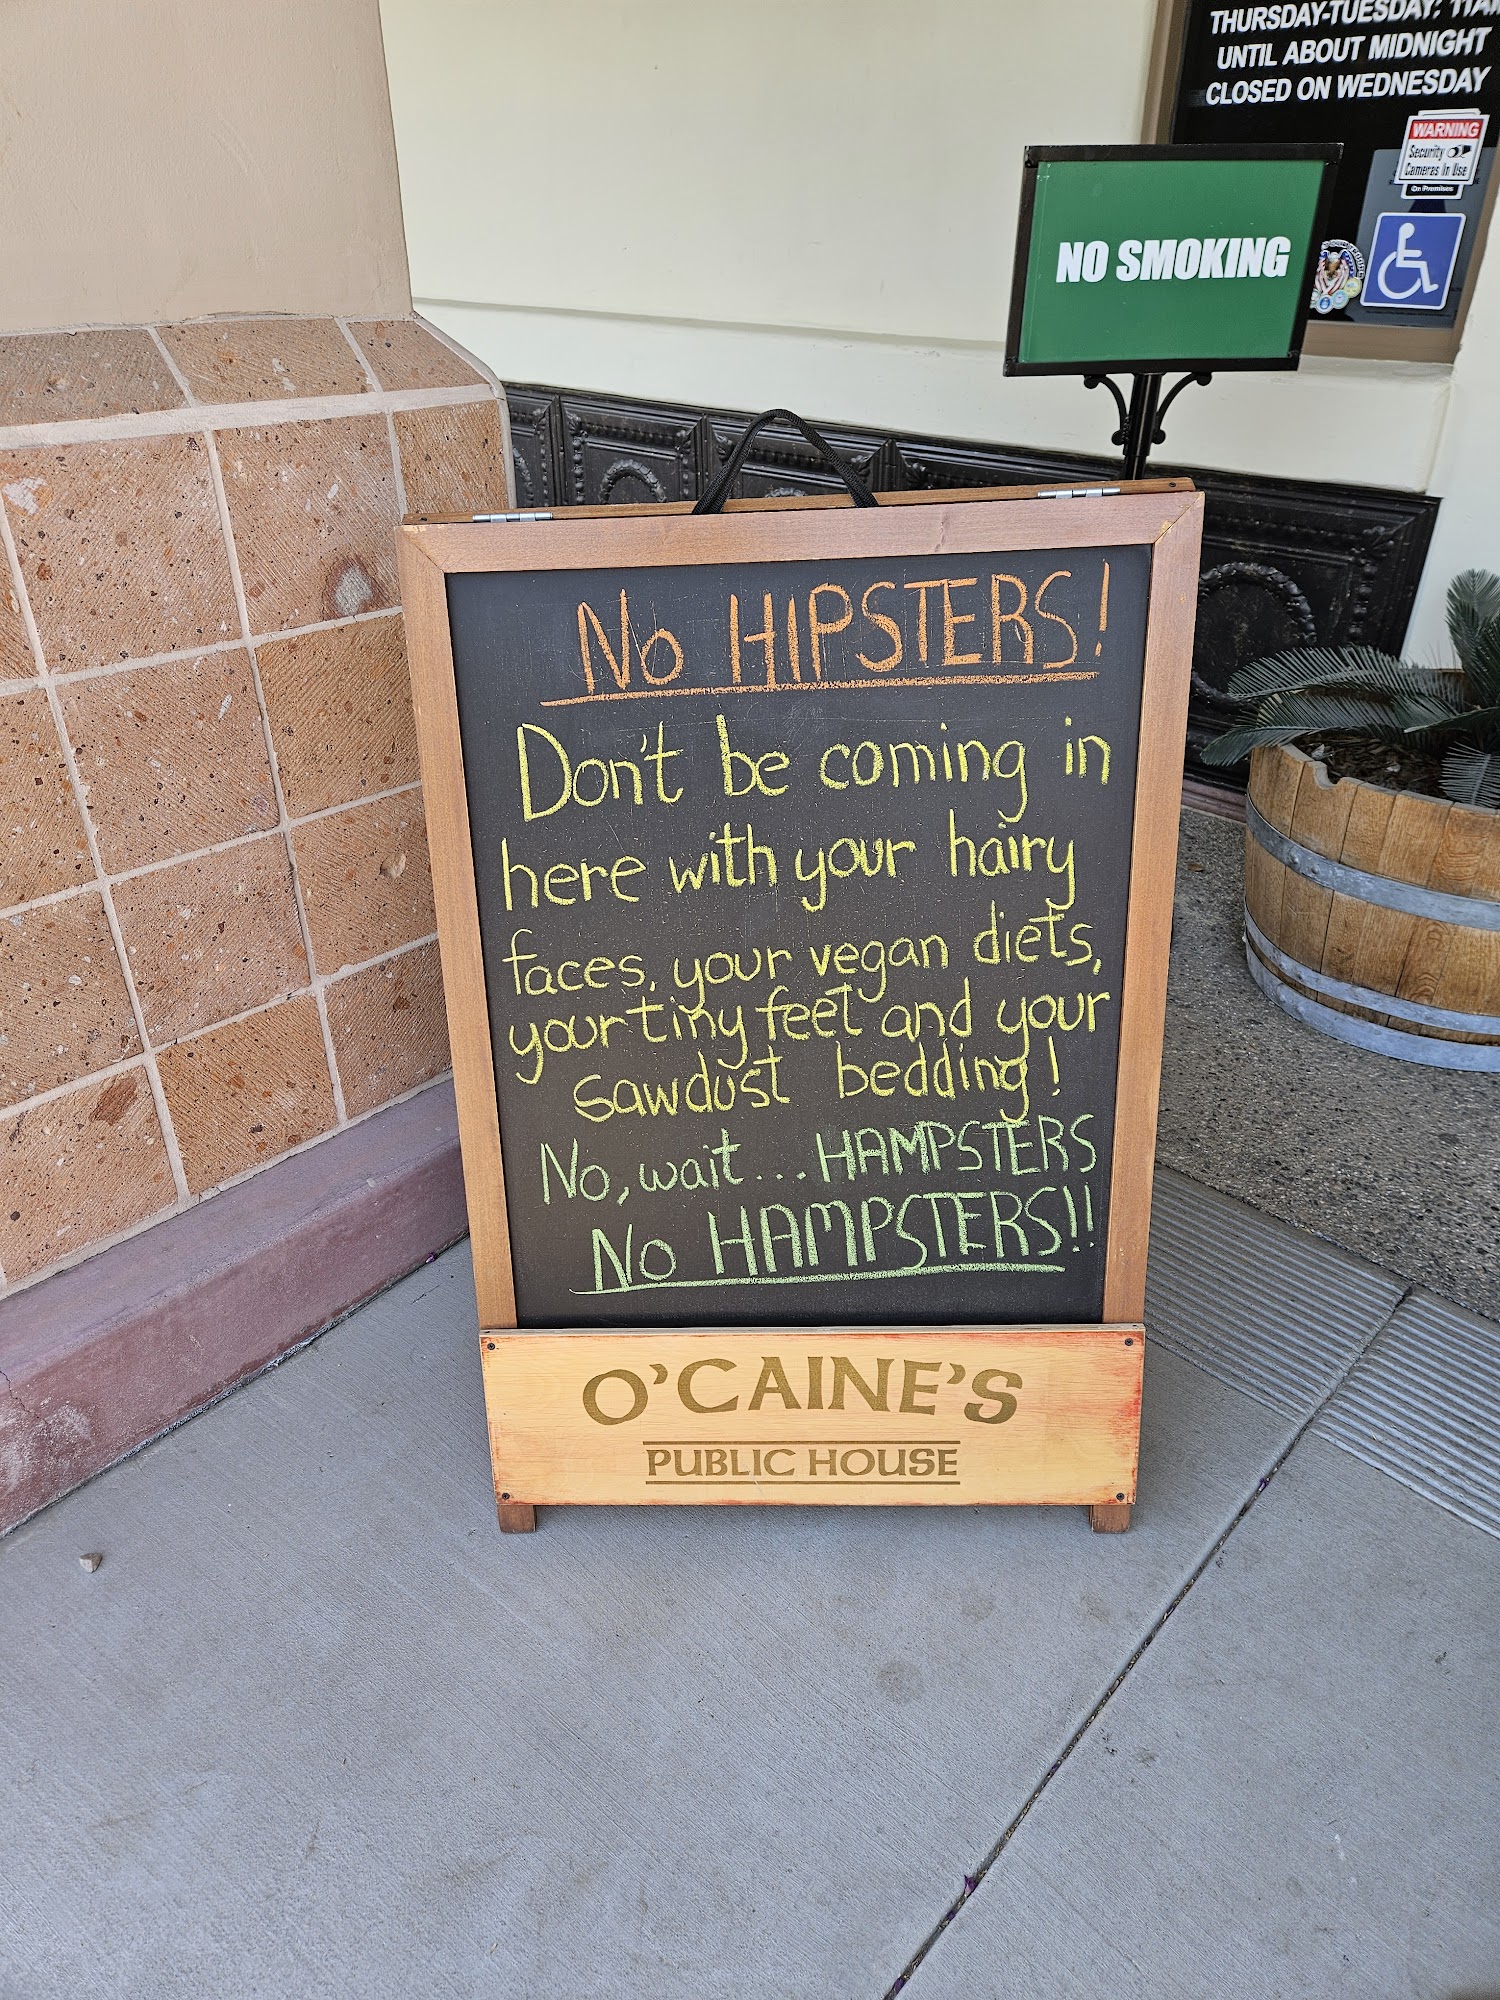 THURSDAY-TUESDAY: 11AM
UNTIL ABOUT MIDNIGHT
CLOSED ON WEDNESDAY
WARNING
Security
Cameras In Use
On Premises
NO SMOKING
No HIPSTERS!
Don't be coming in
here with your hairy
faces, your vegan diets,
your tiny feet and your
sawdust bedding!
No, wait... HAMPSTERS
No HAMPSTERS!!
O'CAINE'S
PUBLIC HOUSE